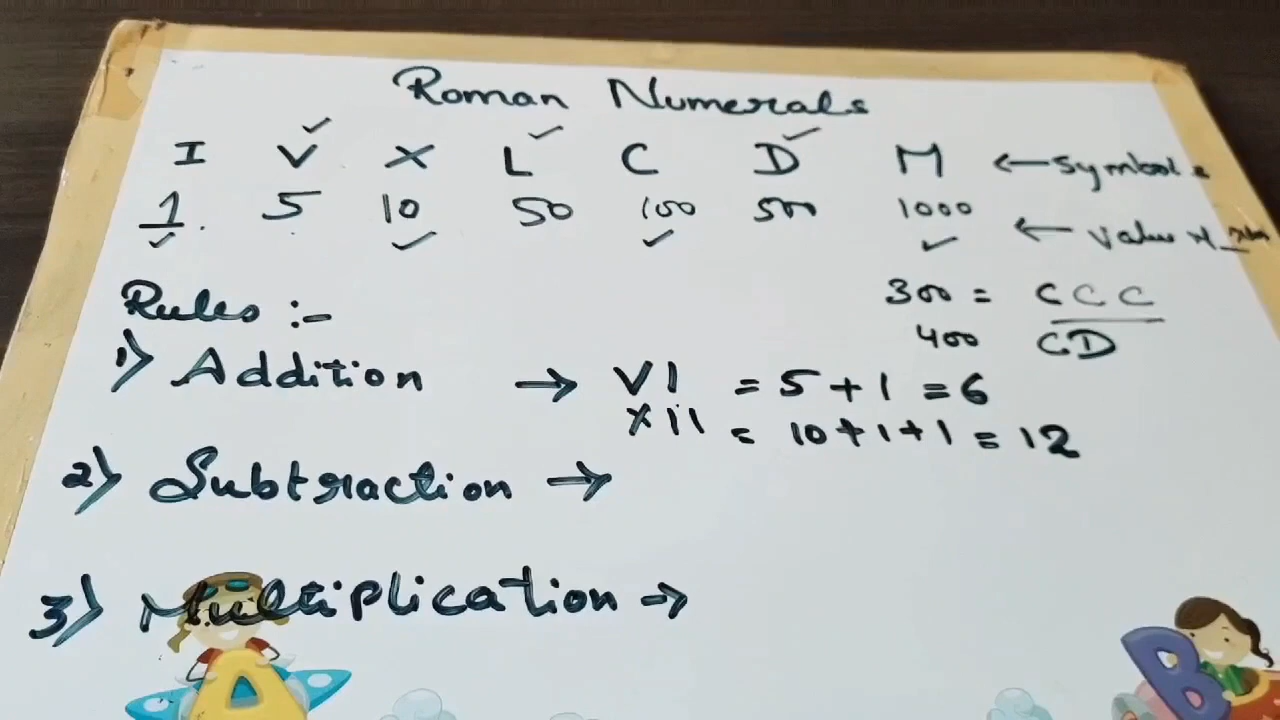 Roman Numerals
I V X L C D M ← Symbols
1 5 10 50 100 500 1000
← Value
300 = CCC
400 CD
Rules :-
1) Addition → VI = 5+1 = 6
XII = 10+1+1 = 12
2) Subtraction →
3) Multiplication →
A
B